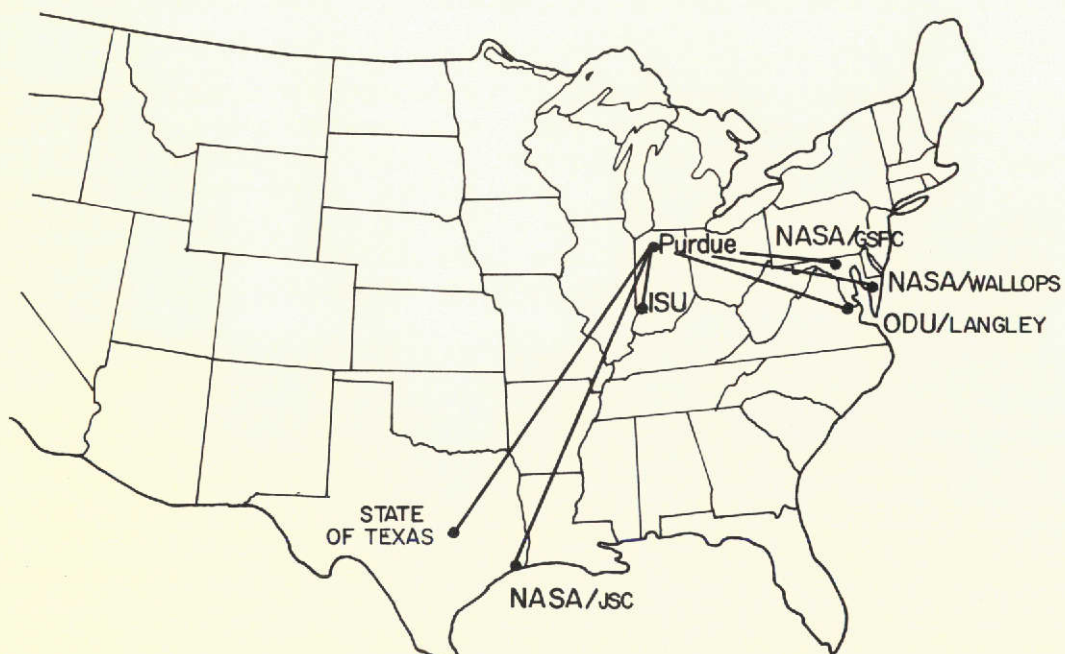 Purdue
NASA/GSFC
NASA/WALLOPS
ISU
ODU/LANGLEY
STATE
OF TEXAS
NASA/JSC